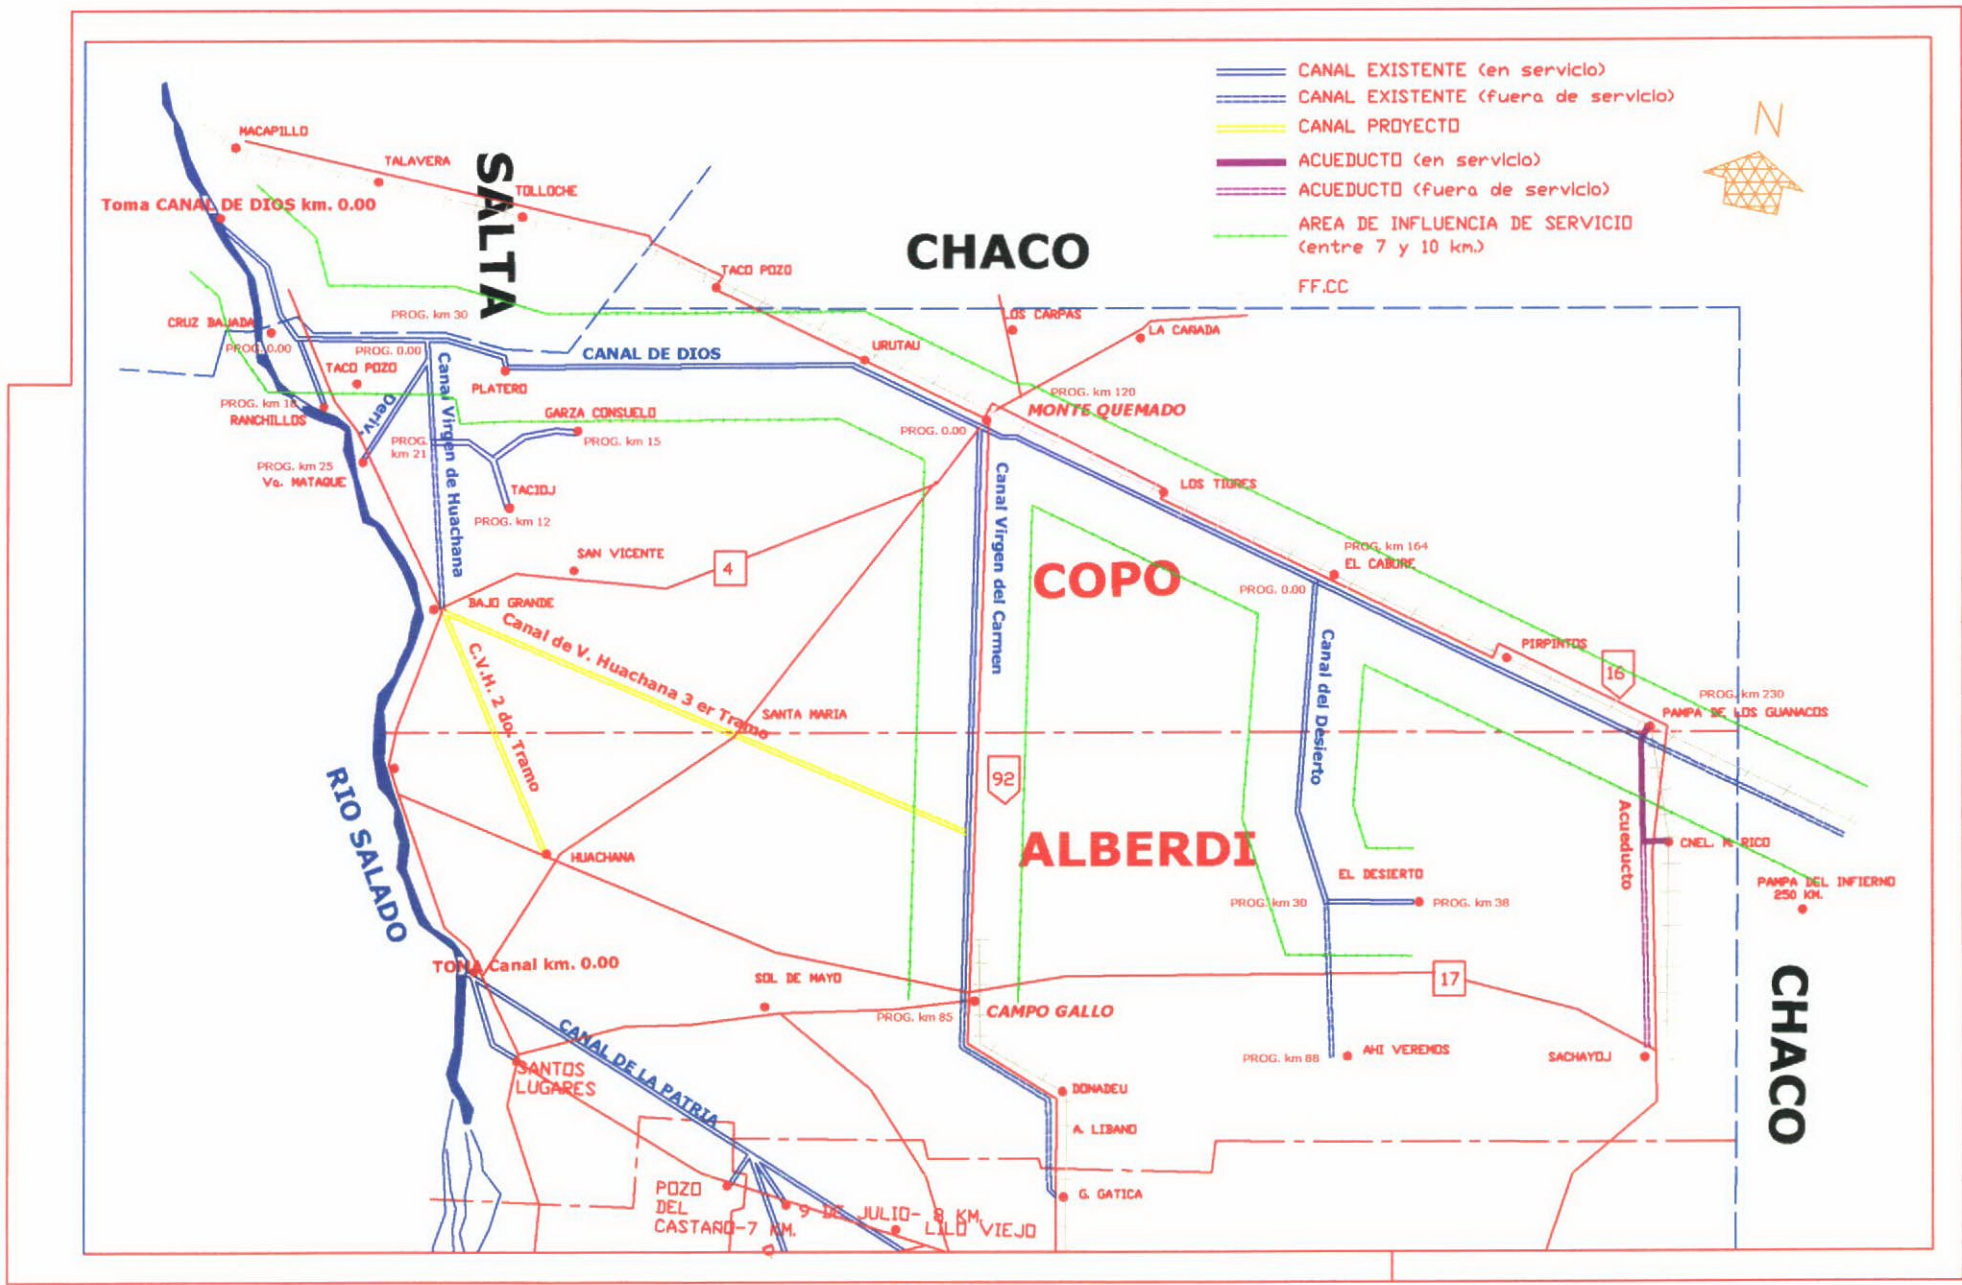 CANAL EXISTENTE (en servicio)
CANAL EXISTENTE (fuera de servicio)
CANAL PROYECTO
ACUEDUCTO (en servicio)
ACUEDUCTO (fuera de servicio)
AREA DE INFLUENCIA DE SERVICIO
(entre 7 y 10 km.)
FF.CC
N
MACAPILLO
TALAVERA
TOLLOCHE
SALTA
Toma CANAL DE DIOS km. 0.00
CHACO
TACO POZO
PROG. km 30
LOS CARPAS
LA CAÑADA
CRUZ BAJADA
PROG. 0.00
PROG. 0.00
TACO POZO
CANAL DE DIOS
URUTAU
PLATERO
PROG. km 120
MONTE QUEMADO
PROG. km 18
RANCHILLOS
Deriv.
Canal Virgen de Huachana
GARZA CONSUELO
PROG. km 15
PROG. 0.00
PROG.
km 21
PROG. km 25
Va. MATAQUE
TACIOJ
PROG. km 12
Canal Virgen del Carmen
LOS TIGRES
SAN VICENTE
4
COPO
PROG. km 164
EL CABURE
PROG. 0.00
BAJO GRANDE
Canal de V. Huachana 3 er Tramo
C.V.H. 2 do. Tramo
Canal del Desierto
PIRPINTOS
16
PROG. km 230
PAMPA DE LOS GUANACOS
SANTA MARIA
92
RIO SALADO
HUACHANA
ALBERDI
Acueducto
CNEL. M. RICO
EL DESIERTO
PROG. km 30
PROG. km 38
PAMPA DEL INFIERNO
250 KM.
TOMA Canal km. 0.00
SOL DE MAYO
17
CHACO
PROG. km 85
CAMPO GALLO
CANAL DE LA PATRIA
PROG. km 88
AHI VEREMOS
SACHAYOJ
SANTOS
LUGARES
DONADEU
A. LIBANO
POZO
DEL
CASTAÑO-7 KM.
9 DE JULIO- 8 KM.
LILO VIEJO
G. GATICA
D